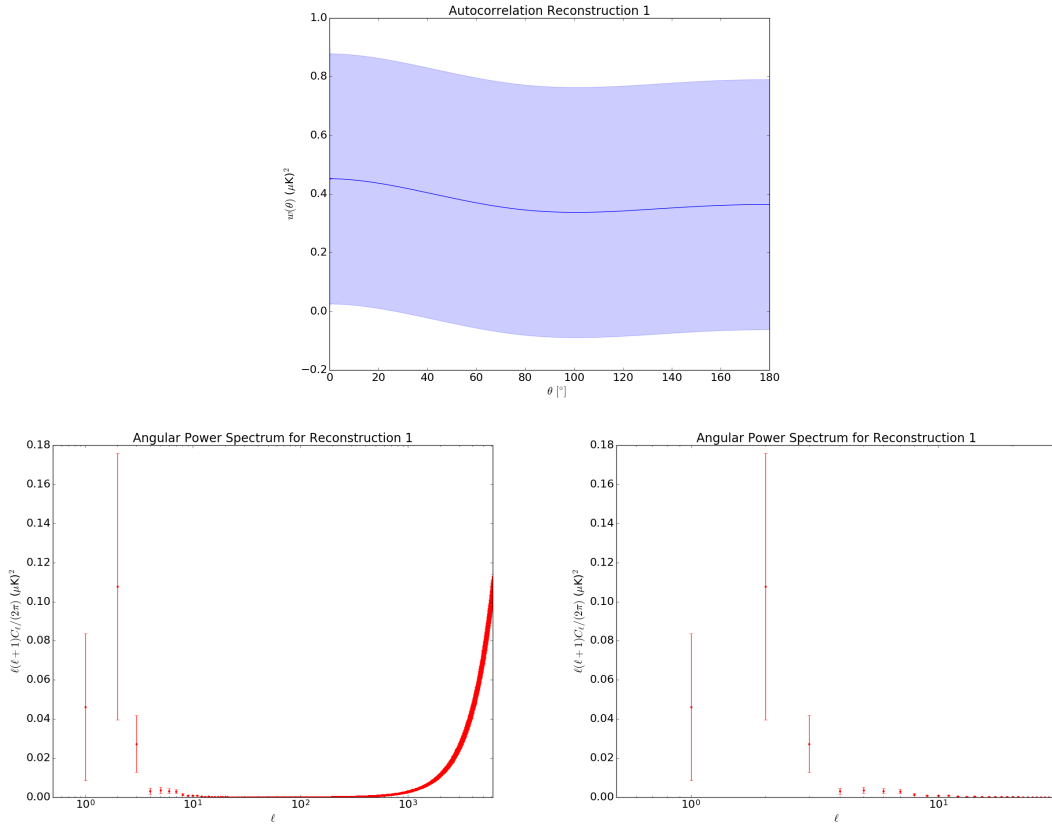 Autocorrelation Reconstruction 1
1.0
0.8
0.6
0.4
0.2
0.0
−0.2
w(θ) (μK)²
0 20 40 60 80 100 120 140 160 180
θ [°]
Angular Power Spectrum for Reconstruction 1
0.18
0.16
0.14
0.12
0.10
0.08
0.06
0.04
0.02
0.00
ℓ(ℓ+1)C_ℓ/(2π) (μK)²
10⁰ 10¹ 10² 10³
ℓ
Angular Power Spectrum for Reconstruction 1
0.18
0.16
0.14
0.12
0.10
0.08
0.06
0.04
0.02
0.00
ℓ(ℓ+1)C_ℓ/(2π) (μK)²
10⁰ 10¹
ℓ